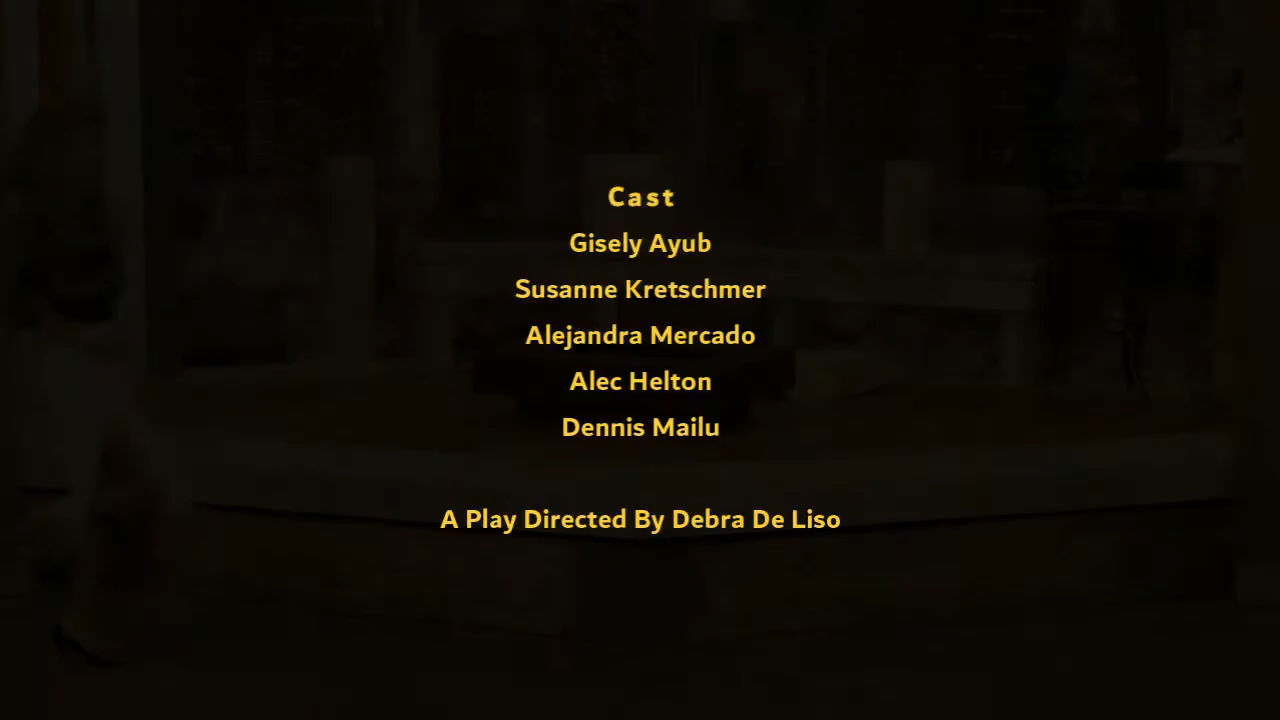 Cast
Gisely Ayub
Susanne Kretschmer
Alejandra Mercado
Alec Helton
Dennis Mailu
A Play Directed By Debra De Liso